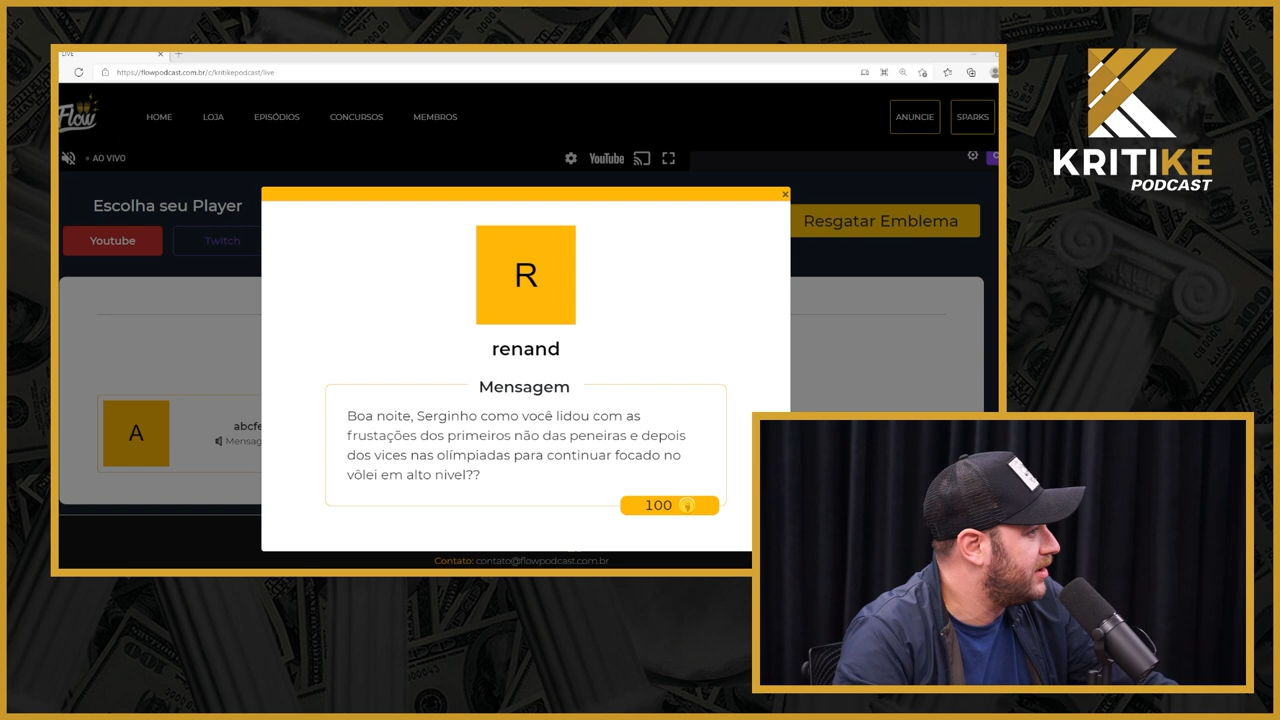 LIVE
https://flowpodcast.com.br/c/kritikepodcast/live
Flow
HOME
LOJA
EPISÓDIOS
CONCURSOS
MEMBROS
ANUNCIE
SPARKS
AO VIVO
YouTube
Escolha seu Player
Youtube
Twitch
Resgatar Emblema
R
renand
Mensagem
Boa noite, Serginho como você lidou com as
frustações dos primeiros não das peneiras e depois
dos vices nas olímpiadas para continuar focado no
vôlei em alto nivel??
100
A
abcfe
Mensag
Contato: contato@flowpodcast.com.br
KRITIKE
PODCAST